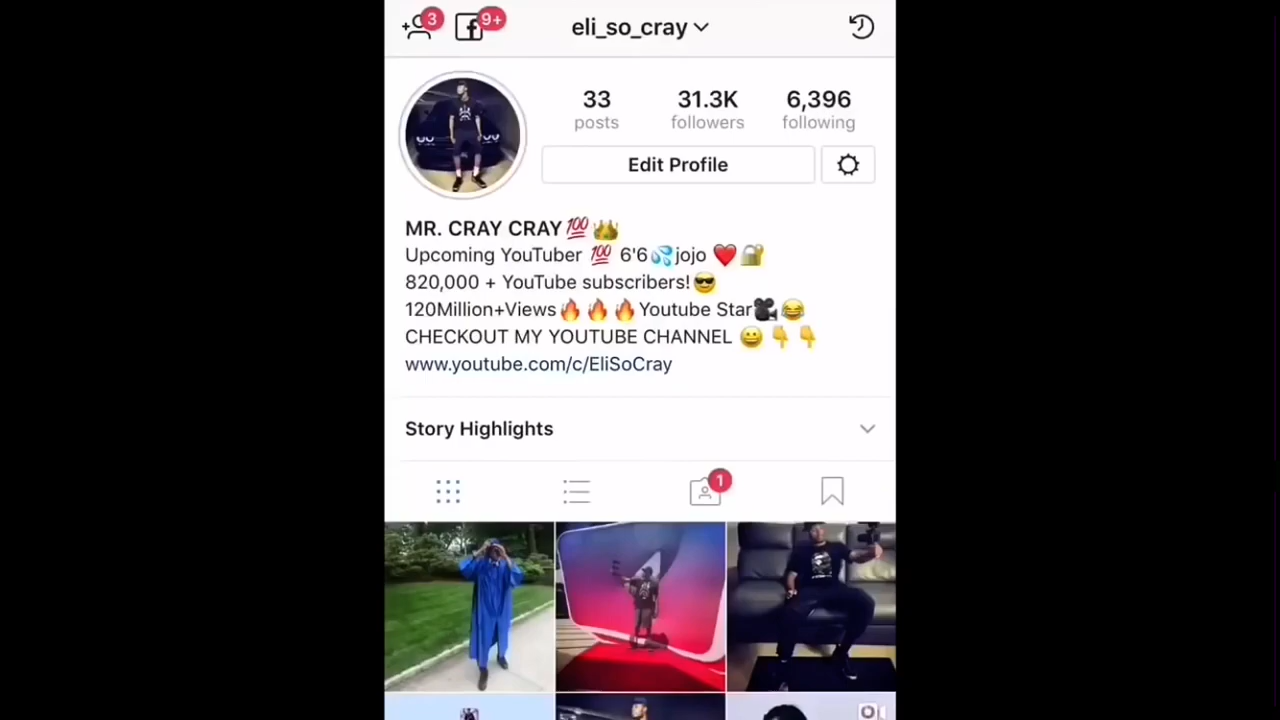 3
9+
eli_so_cray
33 31.3K 6,396
posts followers following
Edit Profile
MR. CRAY CRAY💯👑
Upcoming YouTuber 💯 6'6💦jojo ❤️🔐
820,000 + YouTube subscribers!😎
120Million+Views🔥🔥🔥Youtube Star🎥😂
CHECKOUT MY YOUTUBE CHANNEL 😀👇👇
www.youtube.com/c/EliSoCray
Story Highlights
1